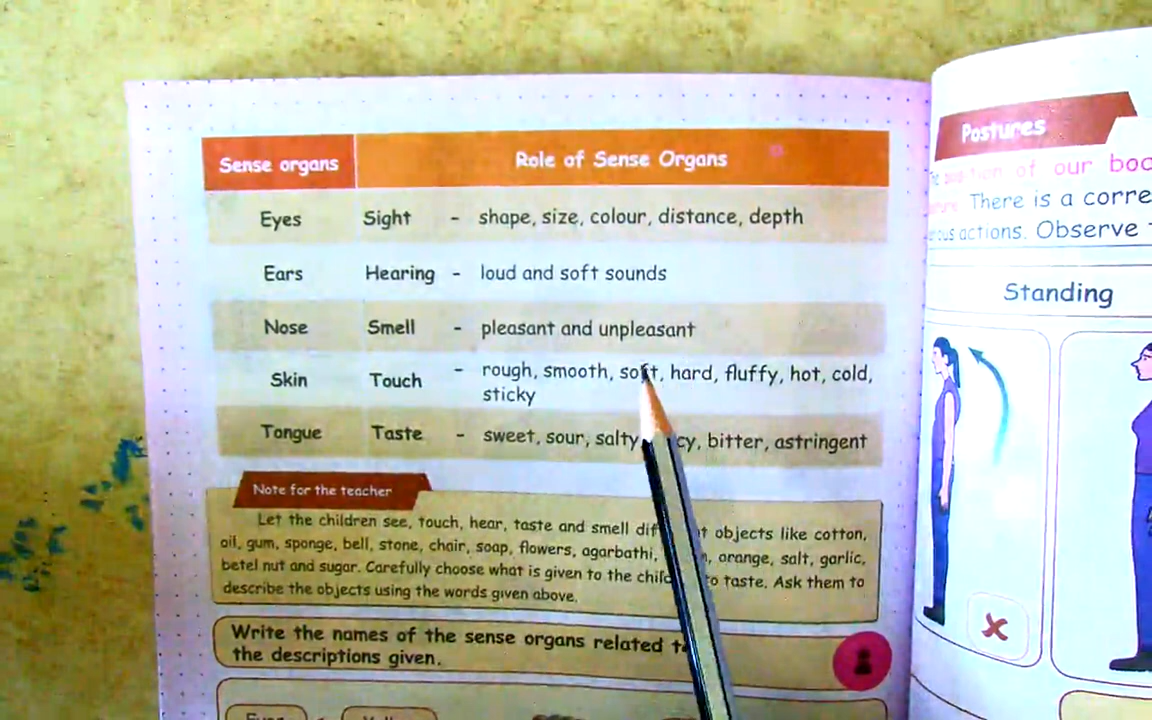 Sense organs Role of Sense Organs
Eyes Sight - shape, size, colour, distance, depth
Ears Hearing - loud and soft sounds
Nose Smell - pleasant and unpleasant
Skin Touch - rough, smooth, soft, hard, fluffy, hot, cold,
sticky
Tongue Taste - sweet, sour, salty bitter, astringent
Note for the teacher
Let the children see, touch, hear, taste and smell objects like cotton,
oil, gum, sponge, bell, stone, chair, soap, flowers, agarbathi, orange, salt, garlic,
betel nut and sugar. Carefully choose what is given to the to taste. Ask them to
describe the objects using the words given above.
Write the names of the sense organs related
the descriptions given.
Postures
of our
There is a
actions. Observe
Standing